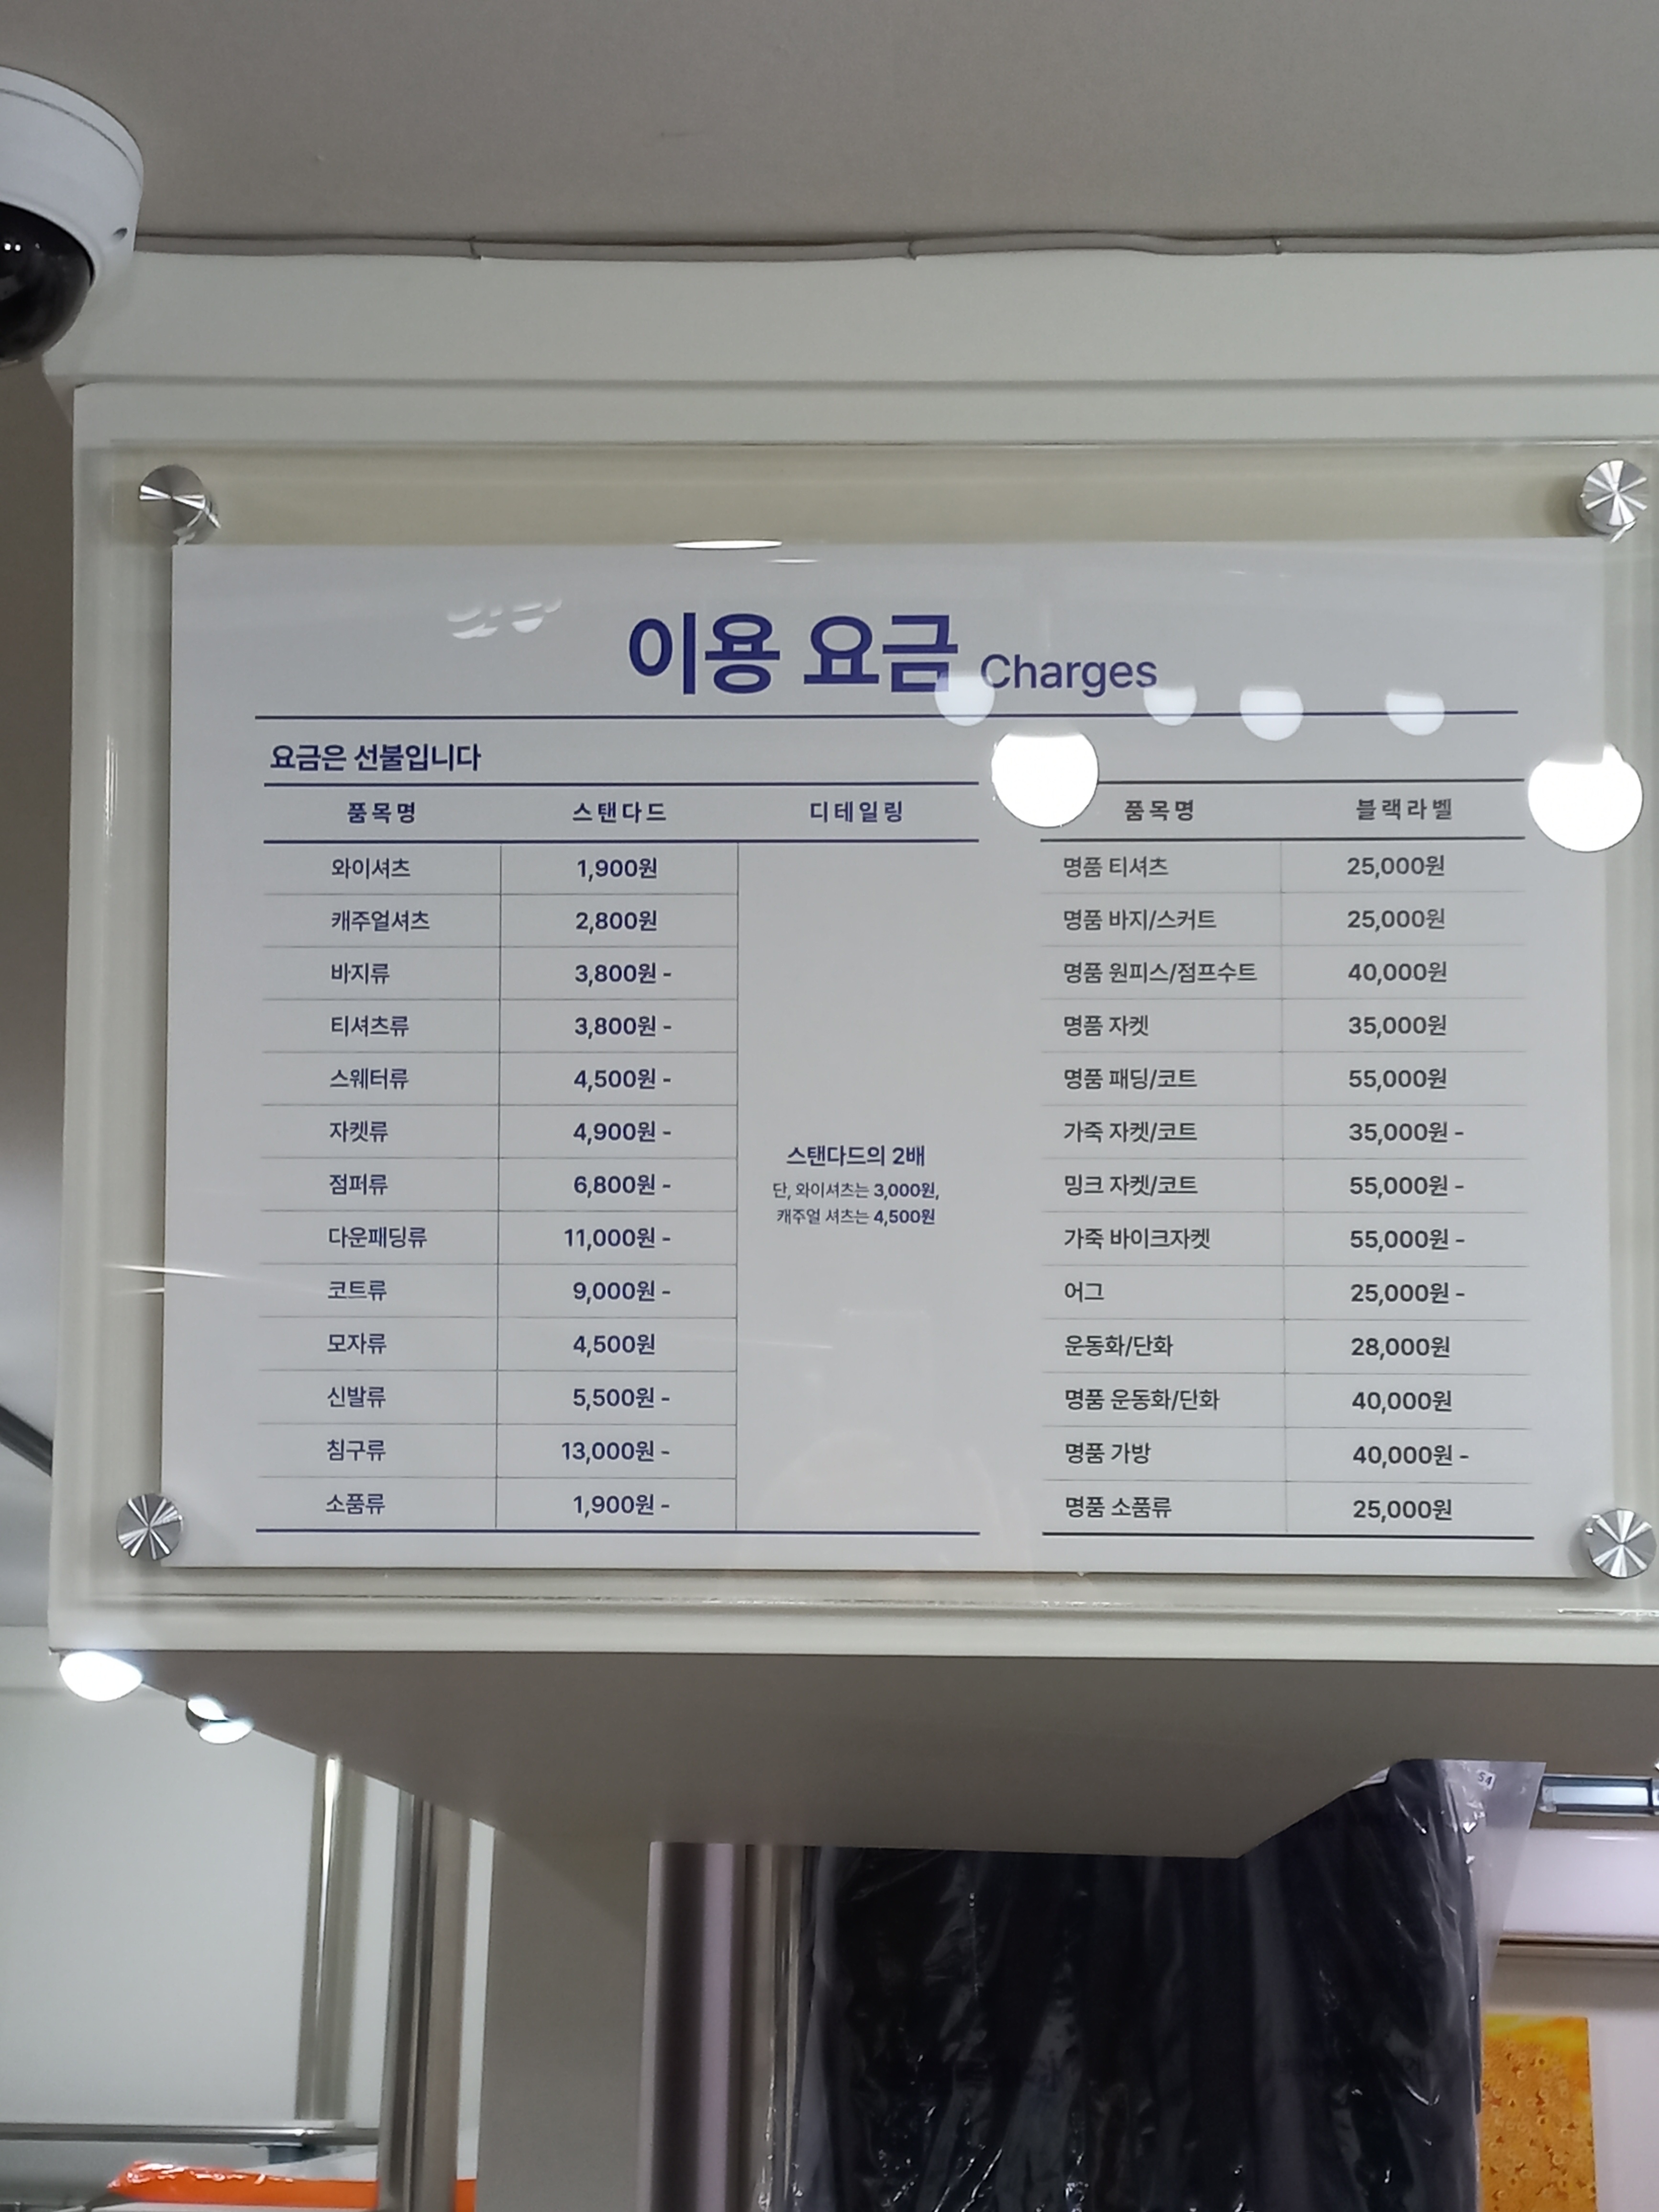 이용 요금 Charges
요금은 선불입니다
품목명 스탠다드 디테일링
와이셔츠 1,900원
캐주얼셔츠 2,800원
바지류 3,800원 -
티셔츠류 3,800원 -
스웨터류 4,500원 -
자켓류 4,900원 -
점퍼류 6,800원 -
다운패딩류 11,000원 -
코트류 9,000원 -
모자류 4,500원
신발류 5,500원 -
침구류 13,000원 -
소품류 1,900원 -
스탠다드의 2배
단, 와이셔츠는 3,000원,
캐주얼 셔츠는 4,500원
품목명 블랙라벨
명품 티셔츠 25,000원
명품 바지/스커트 25,000원
명품 원피스/점프수트 40,000원
명품 자켓 35,000원
명품 패딩/코트 55,000원
가죽 자켓/코트 35,000원 -
밍크 자켓/코트 55,000원 -
가죽 바이크자켓 55,000원 -
어그 25,000원 -
운동화/단화 28,000원
명품 운동화/단화 40,000원
명품 가방 40,000원 -
명품 소품류 25,000원
54